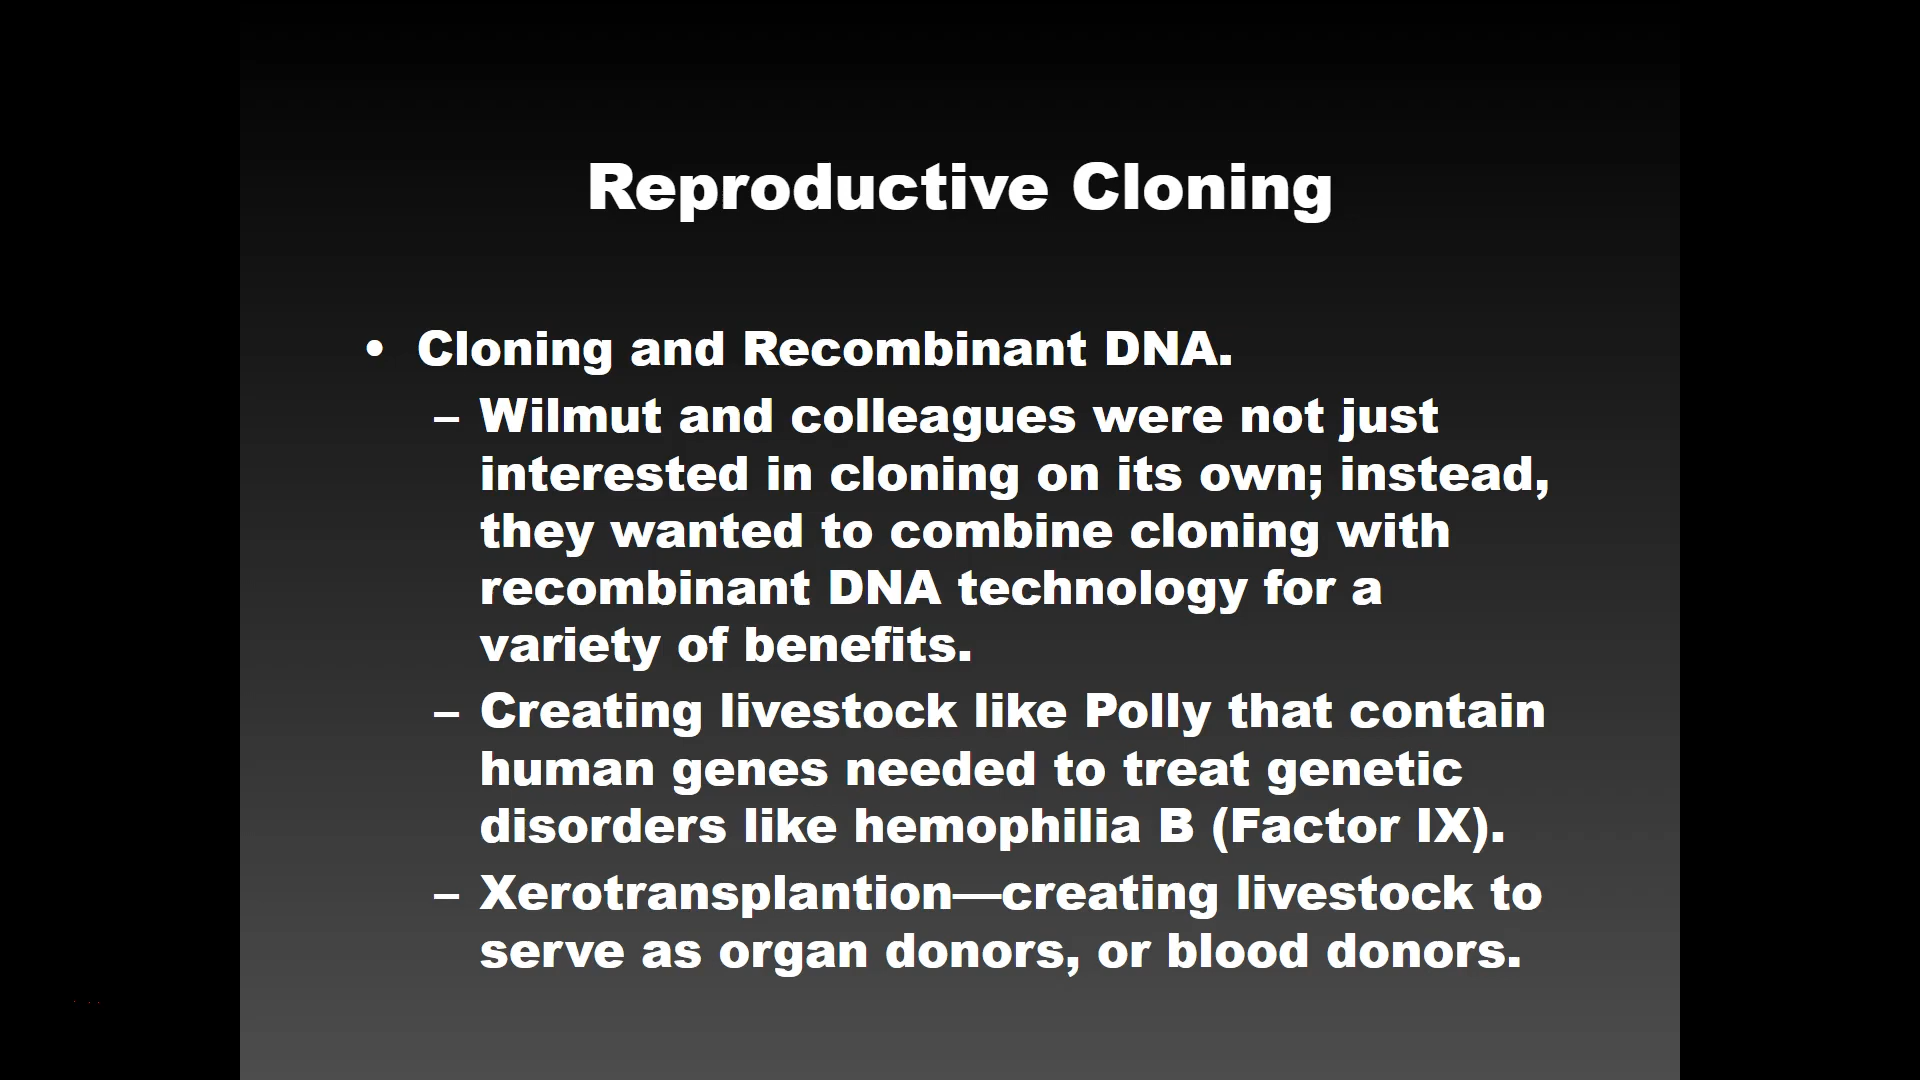 Reproductive Cloning
• Cloning and Recombinant DNA.
– Wilmut and colleagues were not just
interested in cloning on its own; instead,
they wanted to combine cloning with
recombinant DNA technology for a
variety of benefits.
– Creating livestock like Polly that contain
human genes needed to treat genetic
disorders like hemophilia B (Factor IX).
– Xerotransplantion—creating livestock to
serve as organ donors, or blood donors.